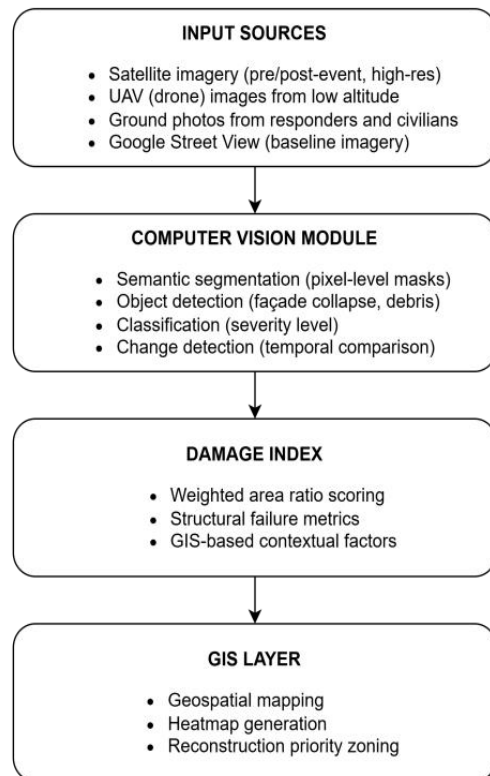 INPUT SOURCES
• Satellite imagery (pre/post-event, high-res)
• UAV (drone) images from low altitude
• Ground photos from responders and civilians
• Google Street View (baseline imagery)
COMPUTER VISION MODULE
• Semantic segmentation (pixel-level masks)
• Object detection (façade collapse, debris)
• Classification (severity level)
• Change detection (temporal comparison)
DAMAGE INDEX
• Weighted area ratio scoring
• Structural failure metrics
• GIS-based contextual factors
GIS LAYER
• Geospatial mapping
• Heatmap generation
• Reconstruction priority zoning